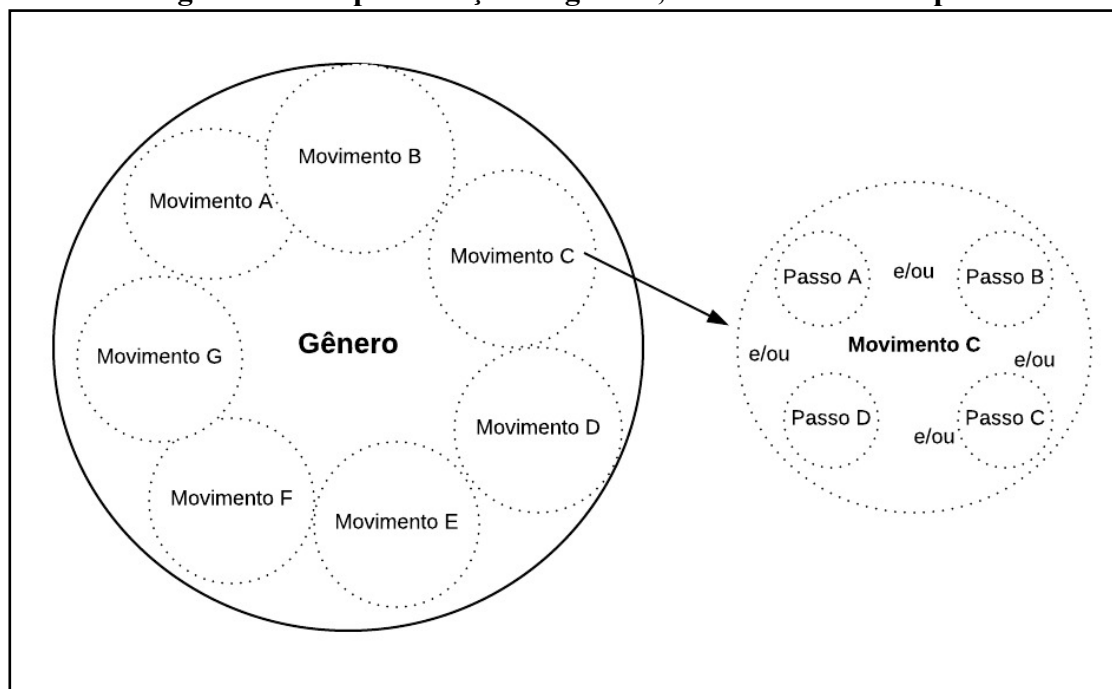 Movimento B
Movimento A
Movimento C
Gênero
Movimento G
Movimento D
Movimento F
Movimento E
Passo A
e/ou
Passo B
e/ou
Movimento C
e/ou
Passo D
Passo C
e/ou